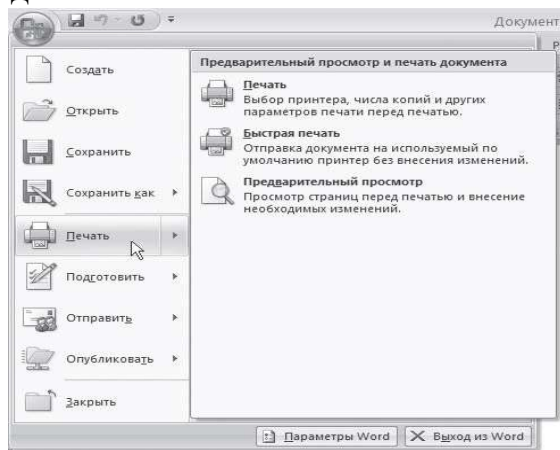 Документ
Создать
Открыть
Сохранить
Сохранить как
Печать
Подготовить
Отправить
Опубликовать
Закрыть
Предварительный просмотр и печать документа
Печать
Выбор принтера, числа копий и других
параметров печати перед печатью.
Быстрая печать
Отправка документа на используемый по
умолчанию принтер без внесения изменений.
Предварительный просмотр
Просмотр страниц перед печатью и внесение
необходимых изменений.
Параметры Word
Выход из Word